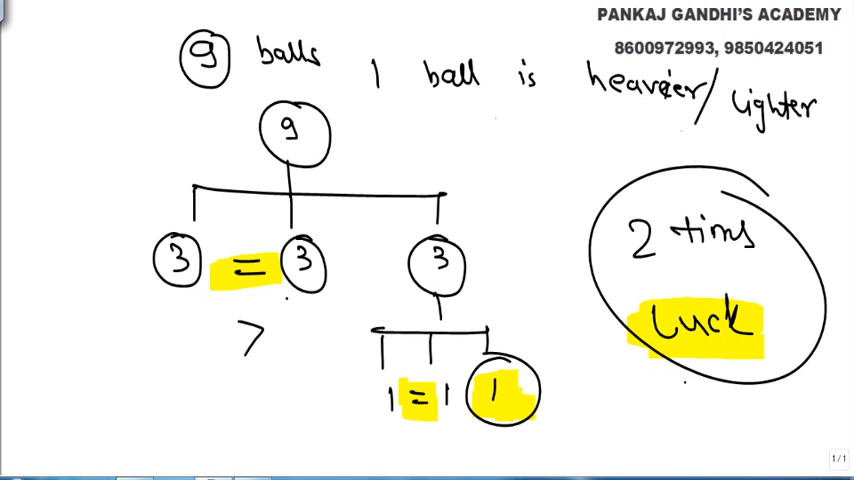 PANKAJ GANDHI'S ACADEMY
8600972993, 9850424051
9 balls 1 ball is heavier/ Lighter
9
3 = 3 3
>
1 = 1 1
2 tims
Luck
1/1